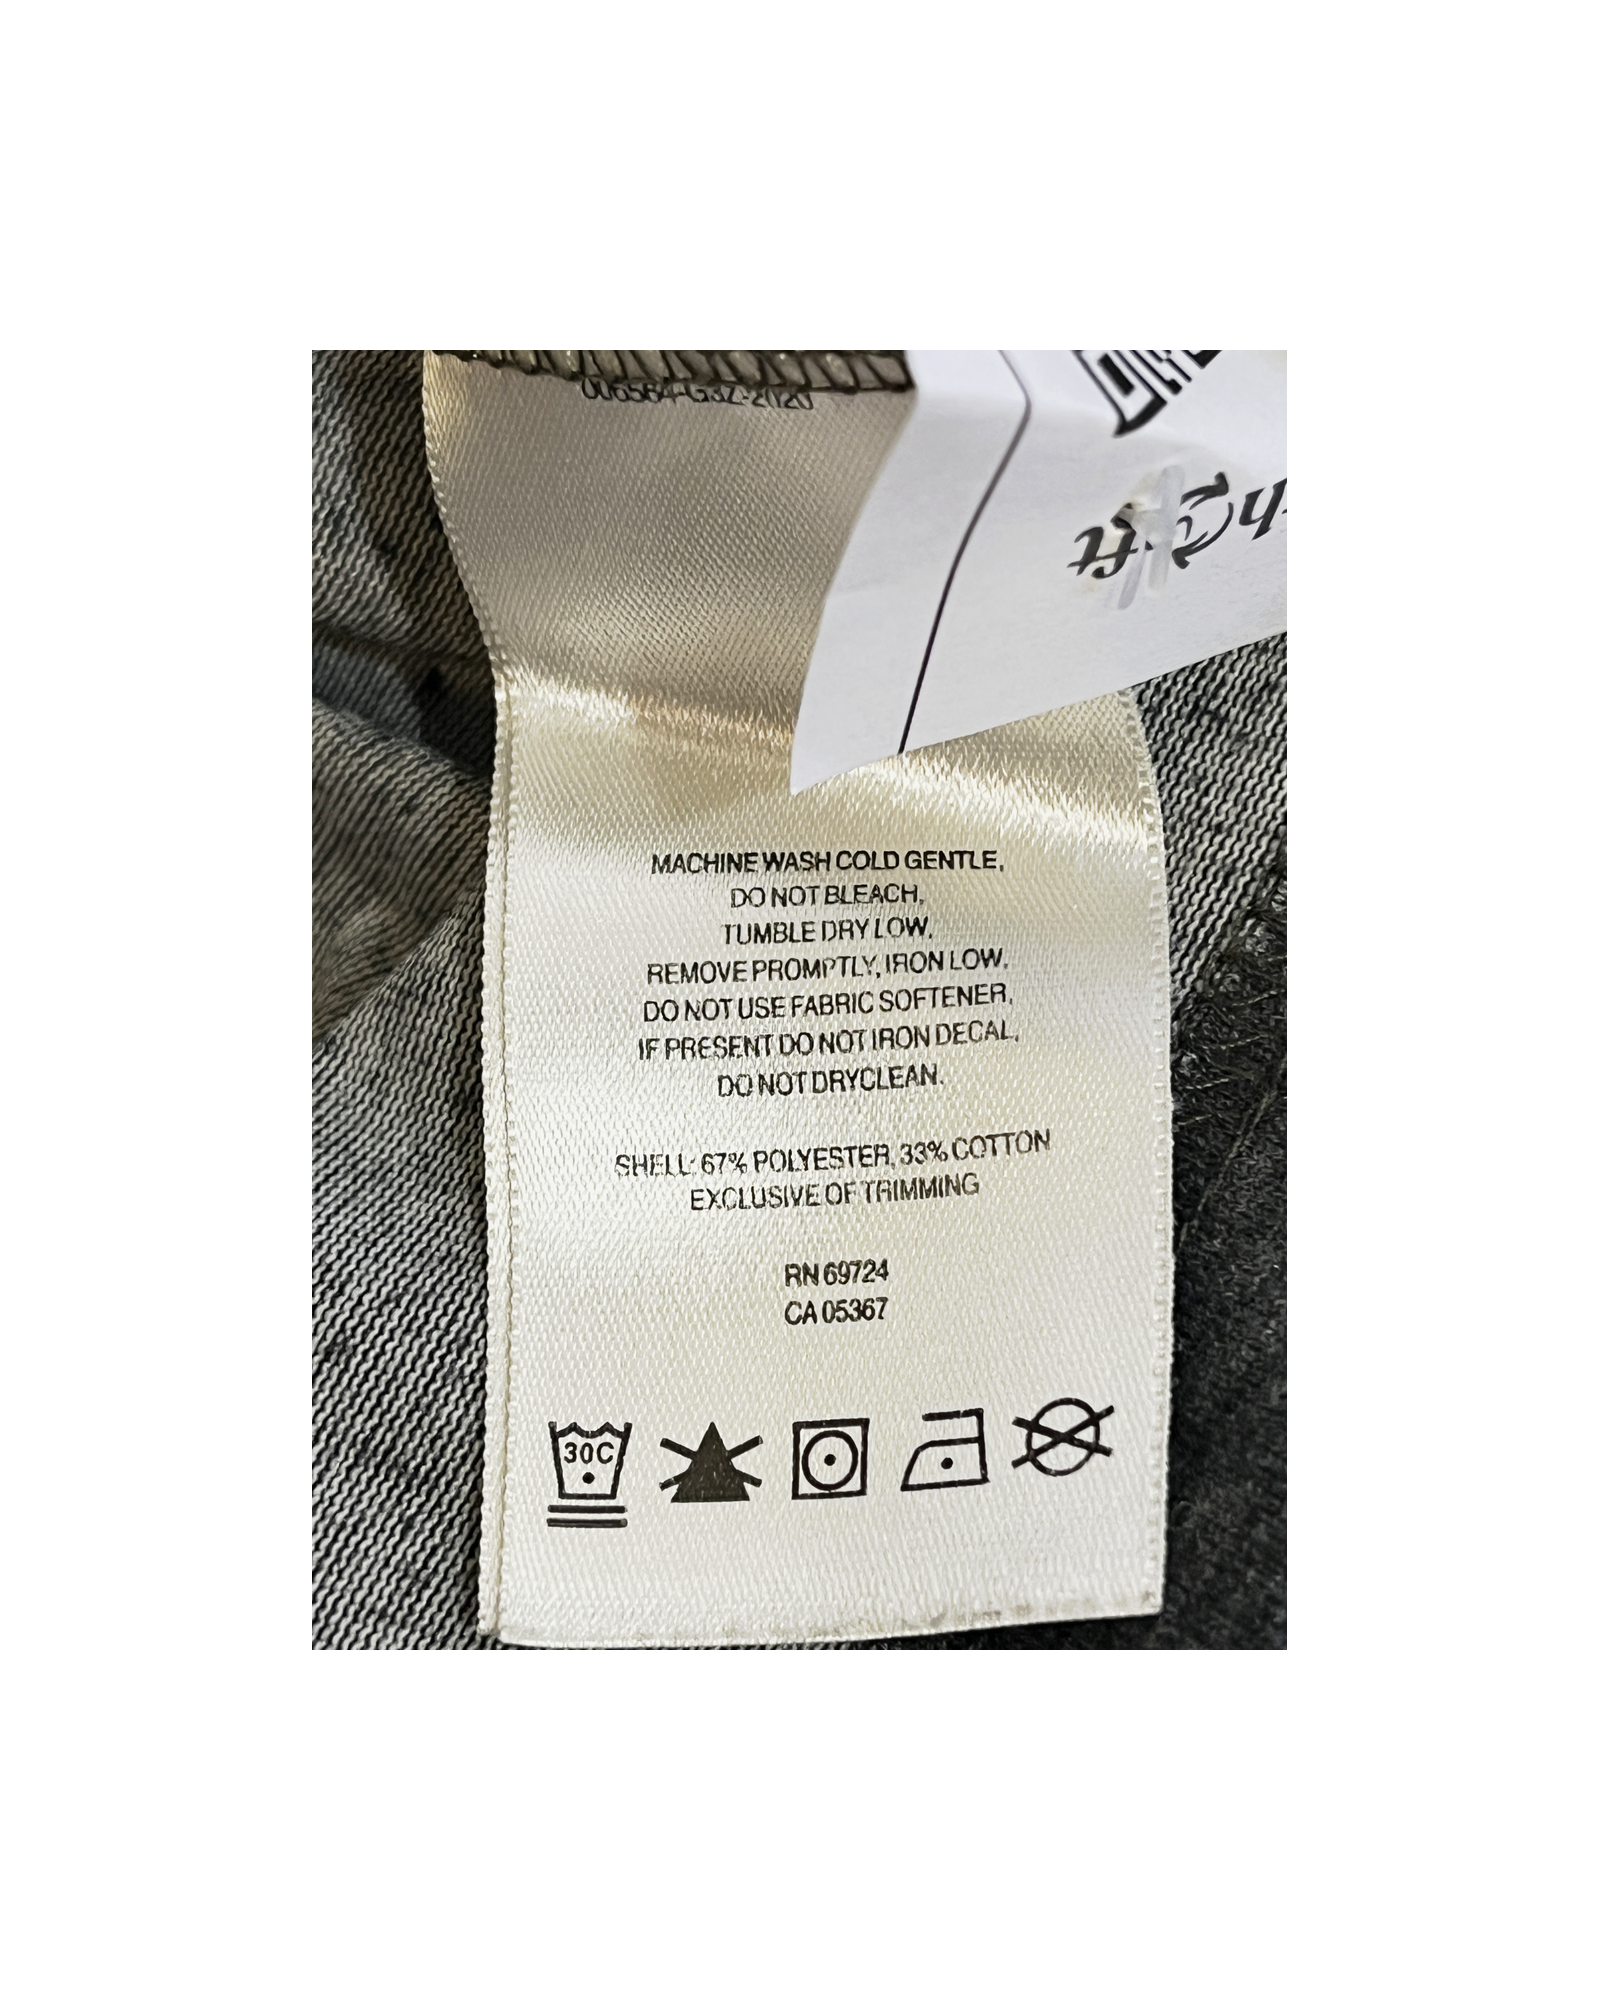 MACHINE WASH COLD GENTLE,
DO NOT BLEACH,
TUMBLE DRY LOW,
REMOVE PROMPTLY, IRON LOW,
DO NOT USE FABRIC SOFTENER,
IF PRESENT DO NOT IRON DECAL,
DO NOT DRYCLEAN.
SHELL: 67% POLYESTER, 33% COTTON
EXCLUSIVE OF TRIMMING
RN 69724
CA 05367
30C